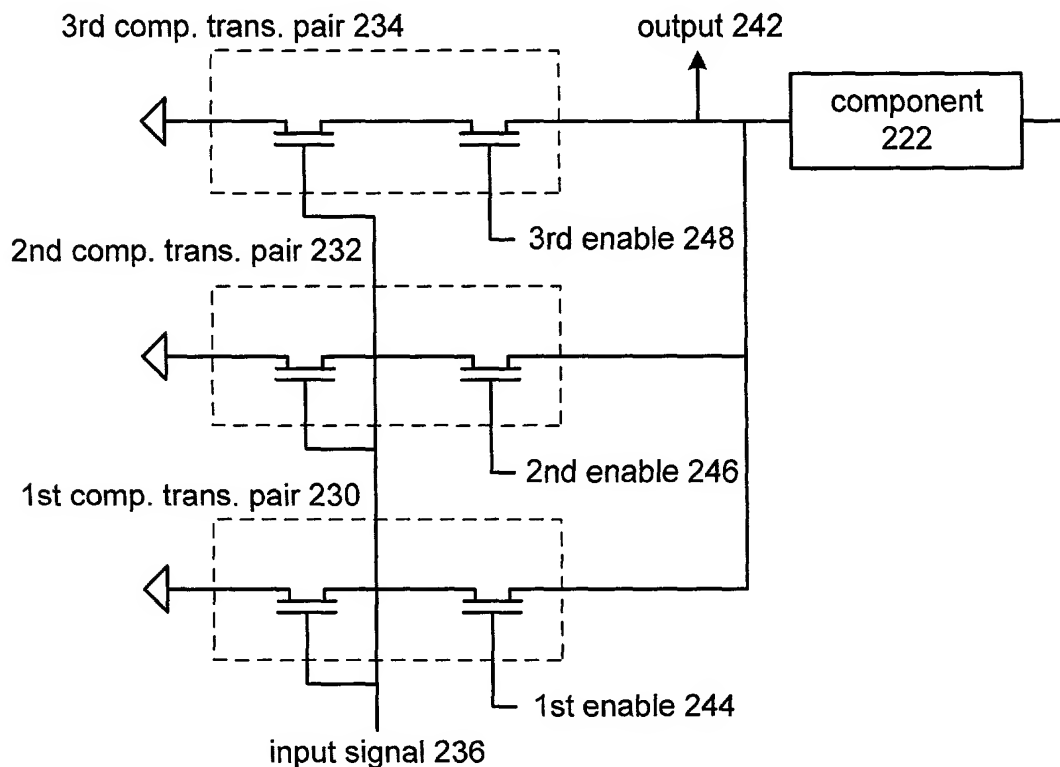 3rd comp. trans. pair 234
output 242
component
222
3rd enable 248
2nd comp. trans. pair 232
2nd enable 246
1st comp. trans. pair 230
1st enable 244
input signal 236